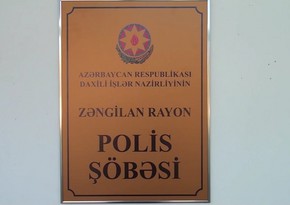 AZƏRBAYCAN RESPUBLİKASI
DAXİLİ İŞLƏR NAZİRLİYİNİN
ZƏNGİLAN RAYON
POLİS
ŞÖBƏSİ